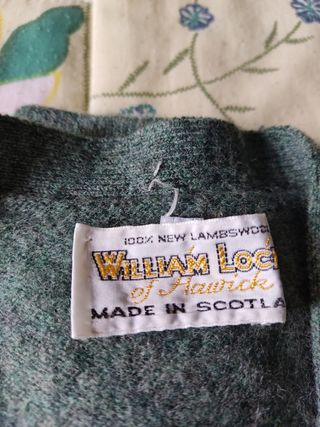 100% NEW LAMBSWOO
WILLIAM LOC
of Hawick
MADE IN SCOTLA